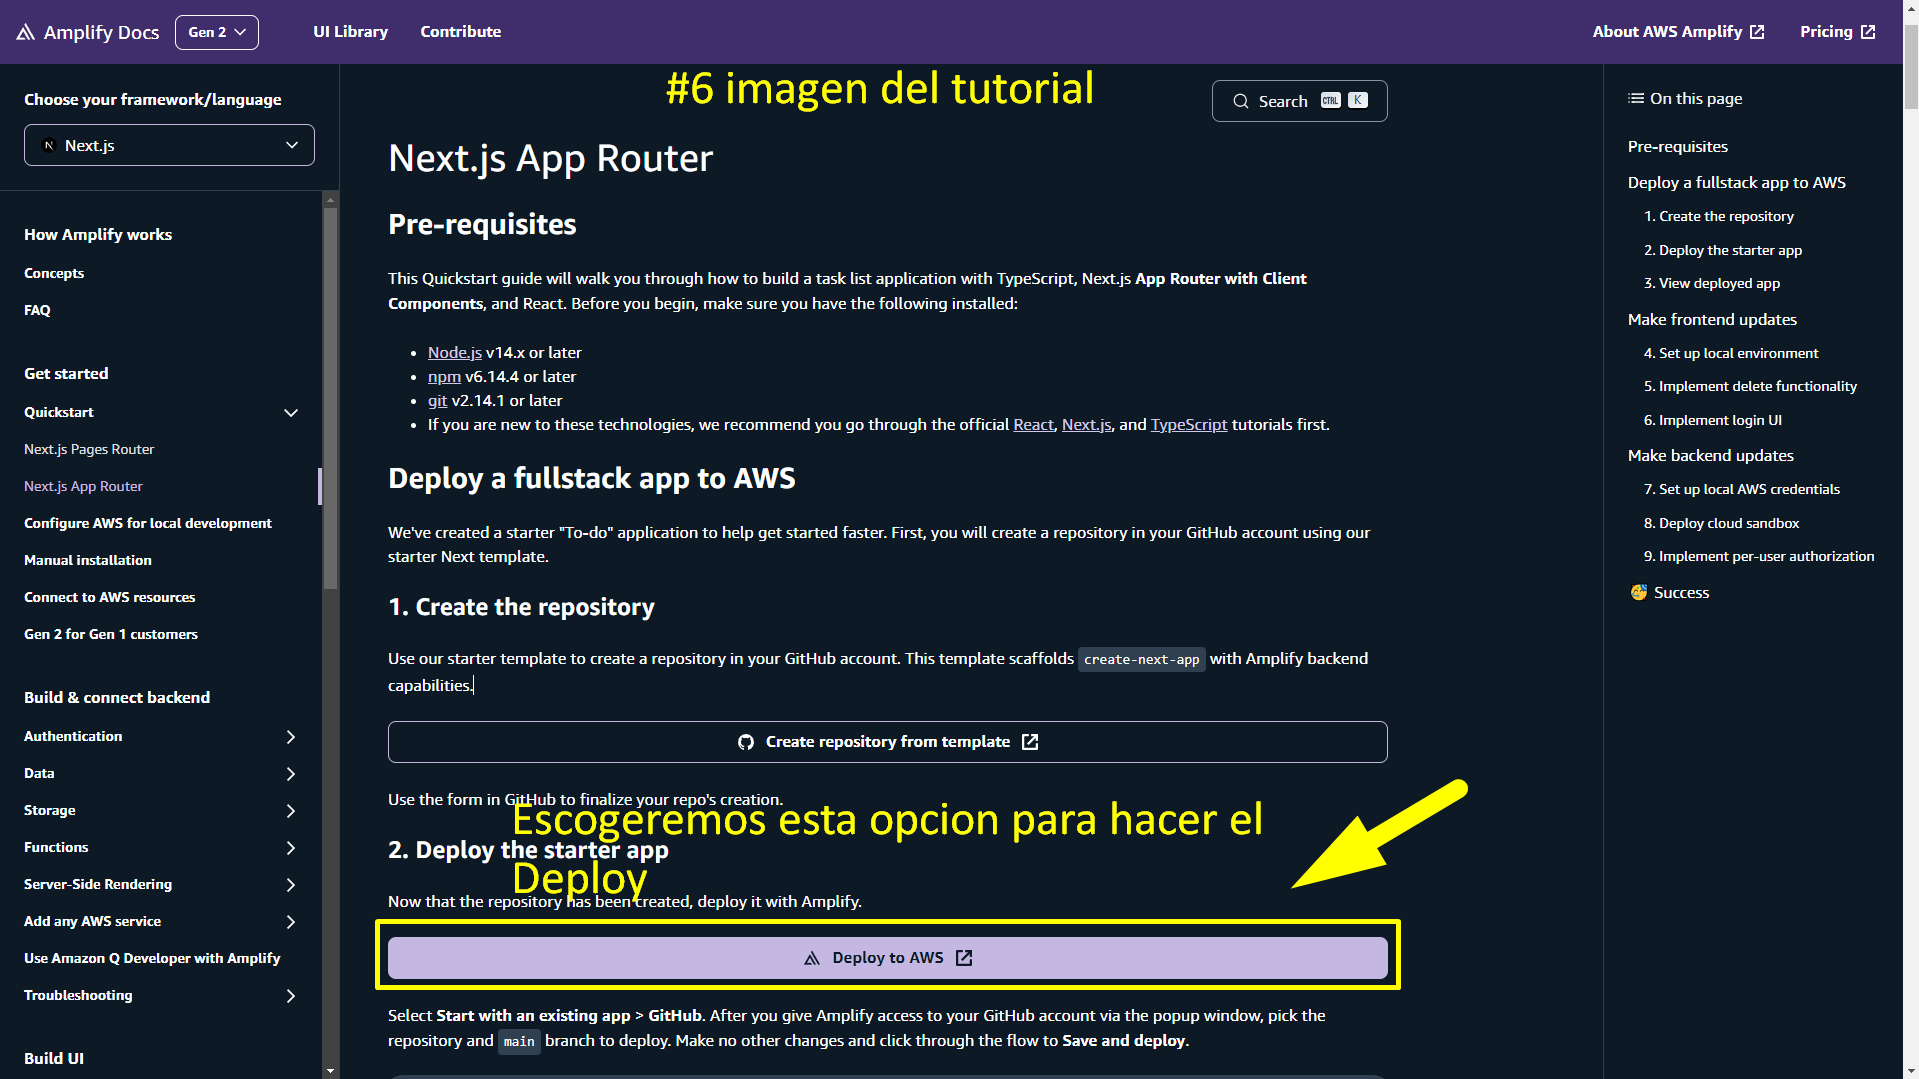 Amplify Docs
Gen 2
UI Library
Contribute
About AWS Amplify
Pricing
Choose your framework/language
Next.js
How Amplify works
Concepts
FAQ
Get started
Quickstart
Next.js Pages Router
Next.js App Router
Configure AWS for local development
Manual installation
Connect to AWS resources
Gen 2 for Gen 1 customers
Build & connect backend
Authentication
Data
Storage
Functions
Server-Side Rendering
Add any AWS service
Use Amazon Q Developer with Amplify
Troubleshooting
Build UI
#6 imagen del tutorial
Search CTRL K
Next.js App Router
Pre-requisites
This Quickstart guide will walk you through how to build a task list application with TypeScript, Next.js App Router with Client
Components, and React. Before you begin, make sure you have the following installed:
• Node.js v14.x or later
• npm v6.14.4 or later
• git v2.14.1 or later
• If you are new to these technologies, we recommend you go through the official React, Next.js, and TypeScript tutorials first.
Deploy a fullstack app to AWS
We've created a starter "To-do" application to help get started faster. First, you will create a repository in your GitHub account using our
starter Next template.
1. Create the repository
Use our starter template to create a repository in your GitHub account. This template scaffolds create-next-app with Amplify backend
capabilities.
Create repository from template
Use the form in GitHub to finalize your repo's creation.
Escogeremos esta opcion para hacer el
Deploy
2. Deploy the starter app
Now that the repository has been created, deploy it with Amplify.
Deploy to AWS
Select Start with an existing app > GitHub. After you give Amplify access to your GitHub account via the popup window, pick the
repository and main branch to deploy. Make no other changes and click through the flow to Save and deploy.
On this page
Pre-requisites
Deploy a fullstack app to AWS
1. Create the repository
2. Deploy the starter app
3. View deployed app
Make frontend updates
4. Set up local environment
5. Implement delete functionality
6. Implement login UI
Make backend updates
7. Set up local AWS credentials
8. Deploy cloud sandbox
9. Implement per-user authorization
🥳 Success